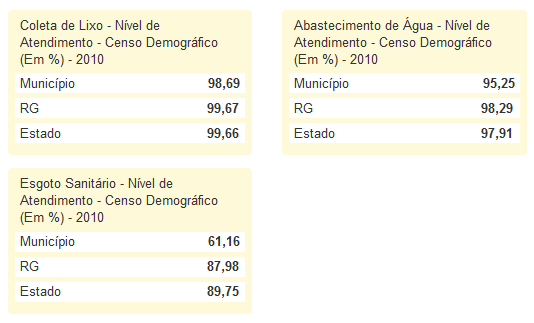 Coleta de Lixo - Nível de
Atendimento - Censo Demográfico
(Em %) - 2010
Município 98,69
RG 99,67
Estado 99,66
Abastecimento de Água - Nível de
Atendimento - Censo Demográfico
(Em %) - 2010
Município 95,25
RG 98,29
Estado 97,91
Esgoto Sanitário - Nível de
Atendimento - Censo Demográfico
(Em %) - 2010
Município 61,16
RG 87,98
Estado 89,75